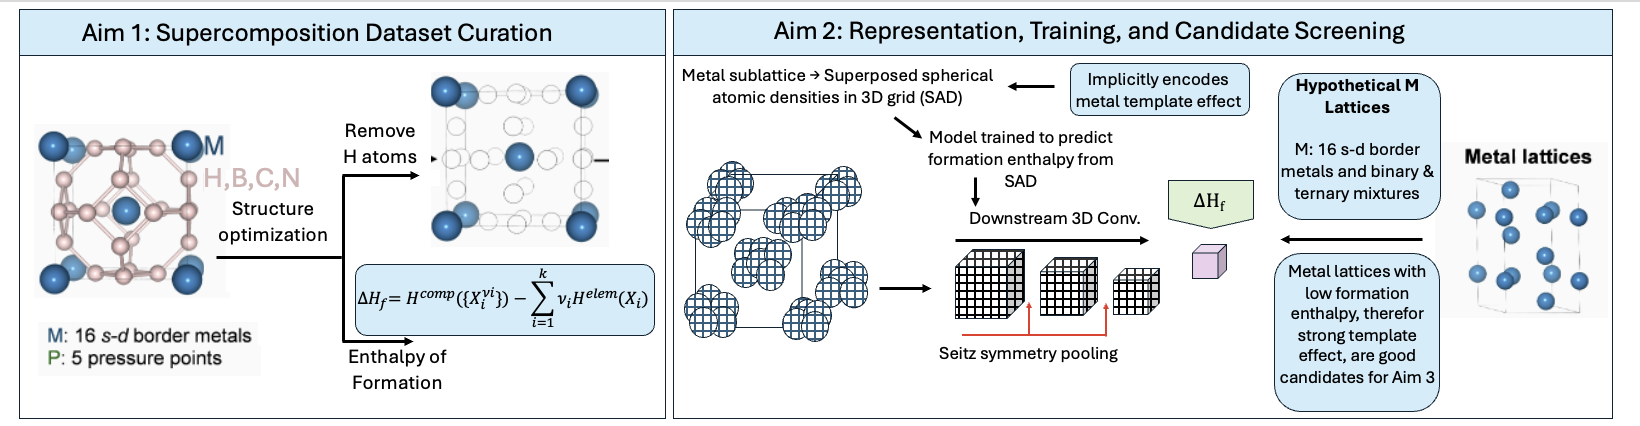 Aim 1: Supercomposition Dataset Curation
M
H,B,C,N
Structure
optimization
Remove
H atoms
ΔH_f= H^comp({X_i^νi}) − ∑_{i=1}^{k} ν_iH^elem(X_i)
Enthalpy of
Formation
M: 16 s-d border metals
P: 5 pressure points
Aim 2: Representation, Training, and Candidate Screening
Metal sublattice → Superposed spherical
atomic densities in 3D grid (SAD)
Implicitly encodes
metal template effect
Model trained to predict
formation enthalpy from
SAD
Downstream 3D Conv.
Seitz symmetry pooling
ΔH_f
Hypothetical M
Lattices
M: 16 s-d border
metals and binary &
ternary mixtures
Metal lattices with
low formation
enthalpy, therefor
strong template
effect, are good
candidates for Aim 3
Metal lattices